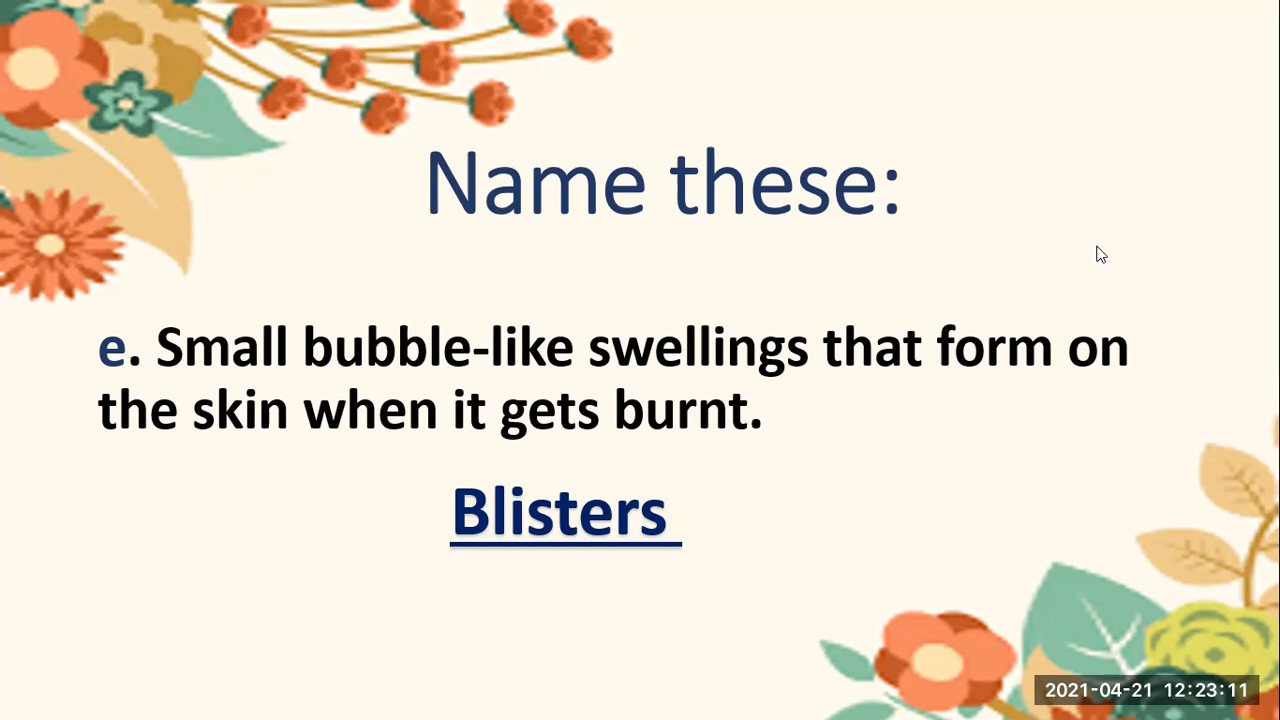 Name these:
e. Small bubble-like swellings that form on
the skin when it gets burnt.
Blisters
2021-04-21 12:23:11